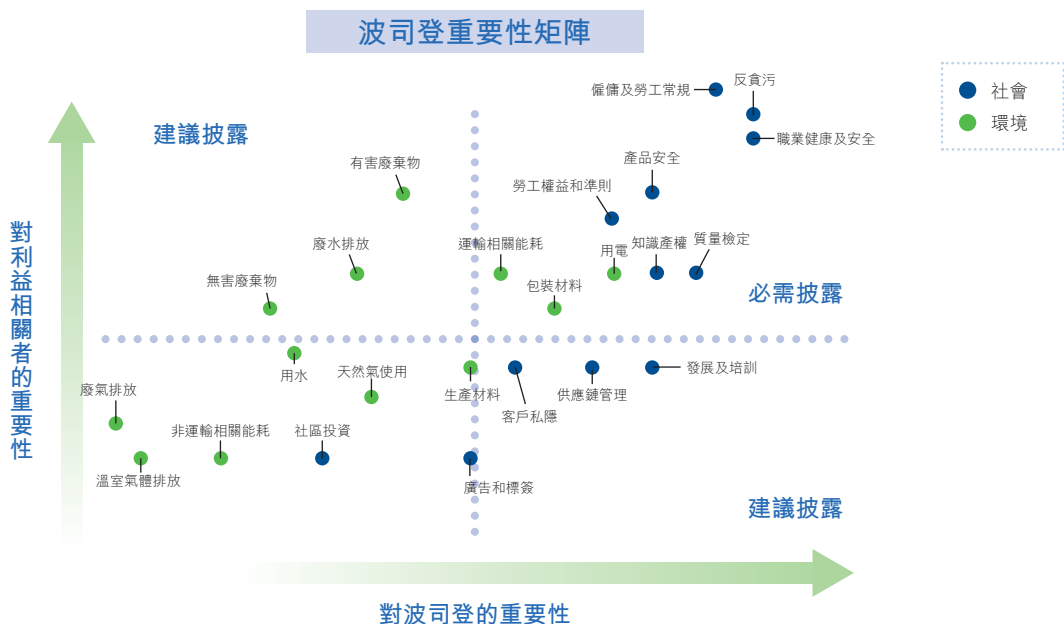 波司登重要性矩陣
社會
環境
反貪污
僱傭及勞工常規
職業健康及安全
建議披露
產品安全
有害廢棄物
勞工權益和準則
對利益相關者的重要性
廢水排放
運輸相關能耗
用電
知識產權
質量檢定
無害廢棄物
包裝材料
必需披露
用水
天然氣使用
生產材料
客戶私隱
供應鏈管理
發展及培訓
廢氣排放
非運輸相關能耗
社區投資
溫室氣體排放
廣告和標簽
建議披露
對波司登的重要性